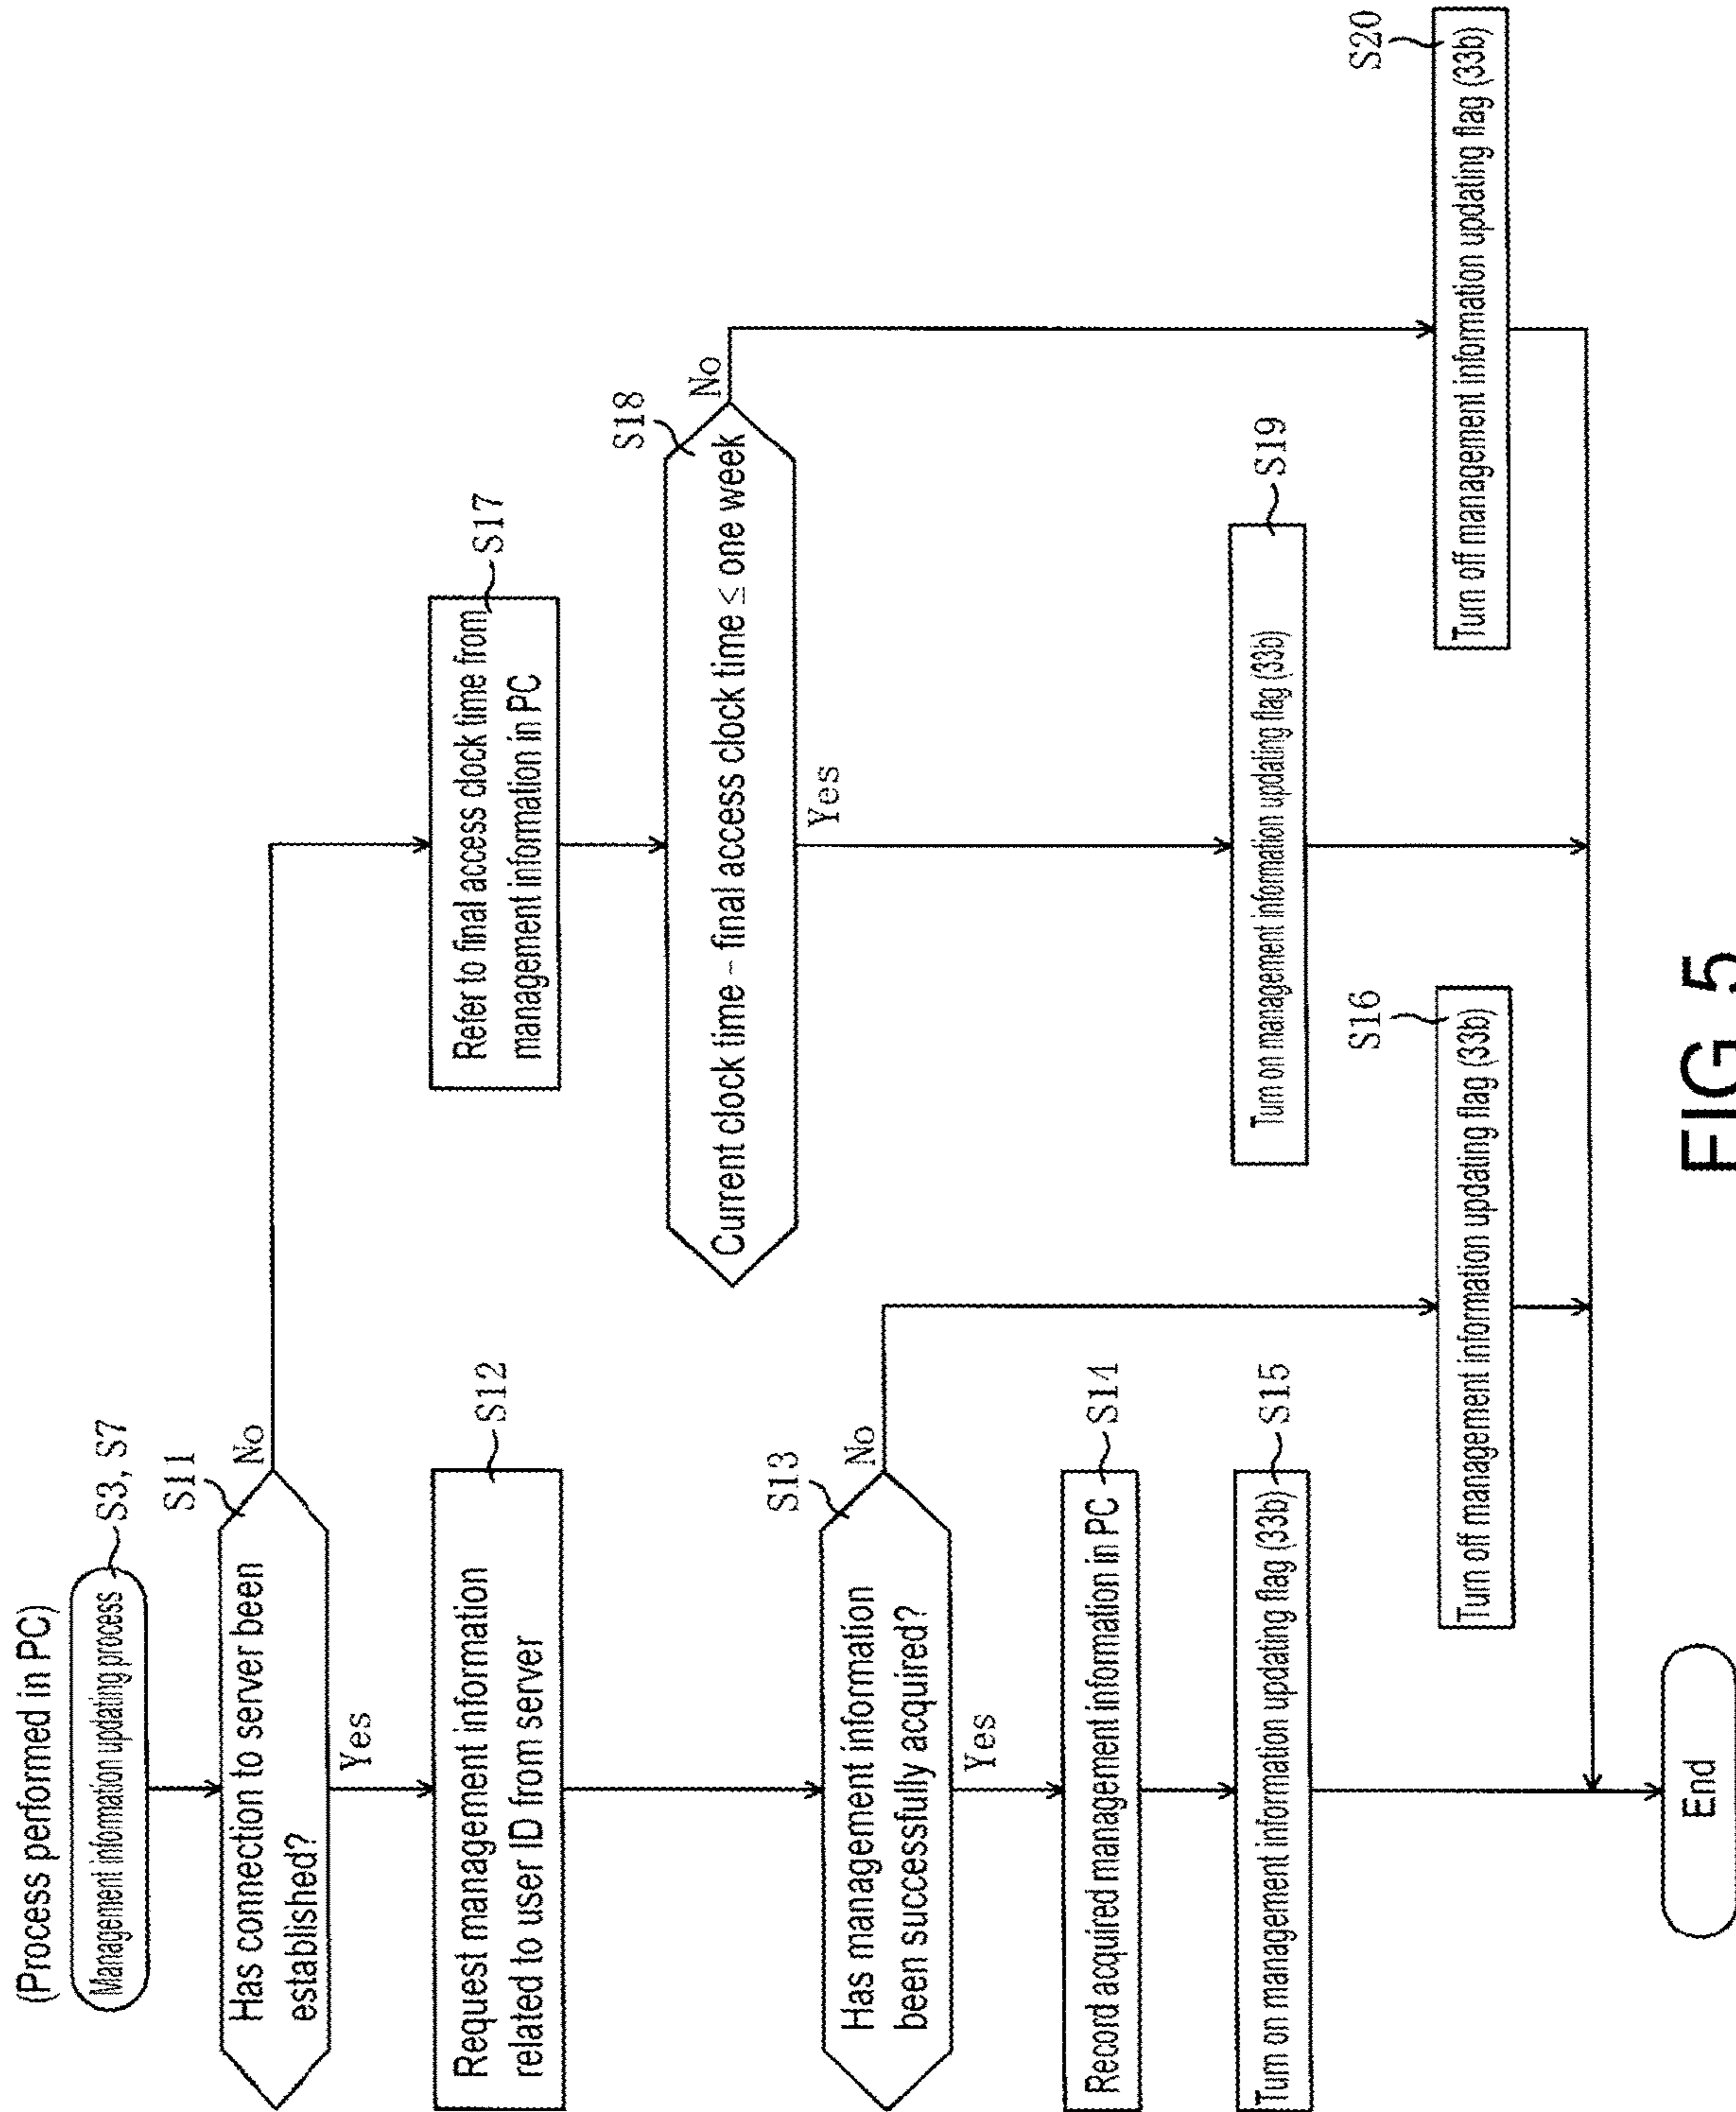 (Process performed in PC)
Management information updating process
S3, S7
S11
Has connection to server been
established?
No
Yes
S12
Request management information
related to user ID from server
S13
Has management information
been successfully acquired?
No
Yes
S14
Record acquired management information in PC
S15
Turn on management information updating flag (33b)
S16
Turn off management information updating flag (33b)
S17
Refer to final access clock time from
management information in PC
S18
Current clock time - final access clock time ≤ one week
No
Yes
S19
Turn on management information updating flag (33b)
S20
Turn off management information updating flag (33b)
End
FIG. 5